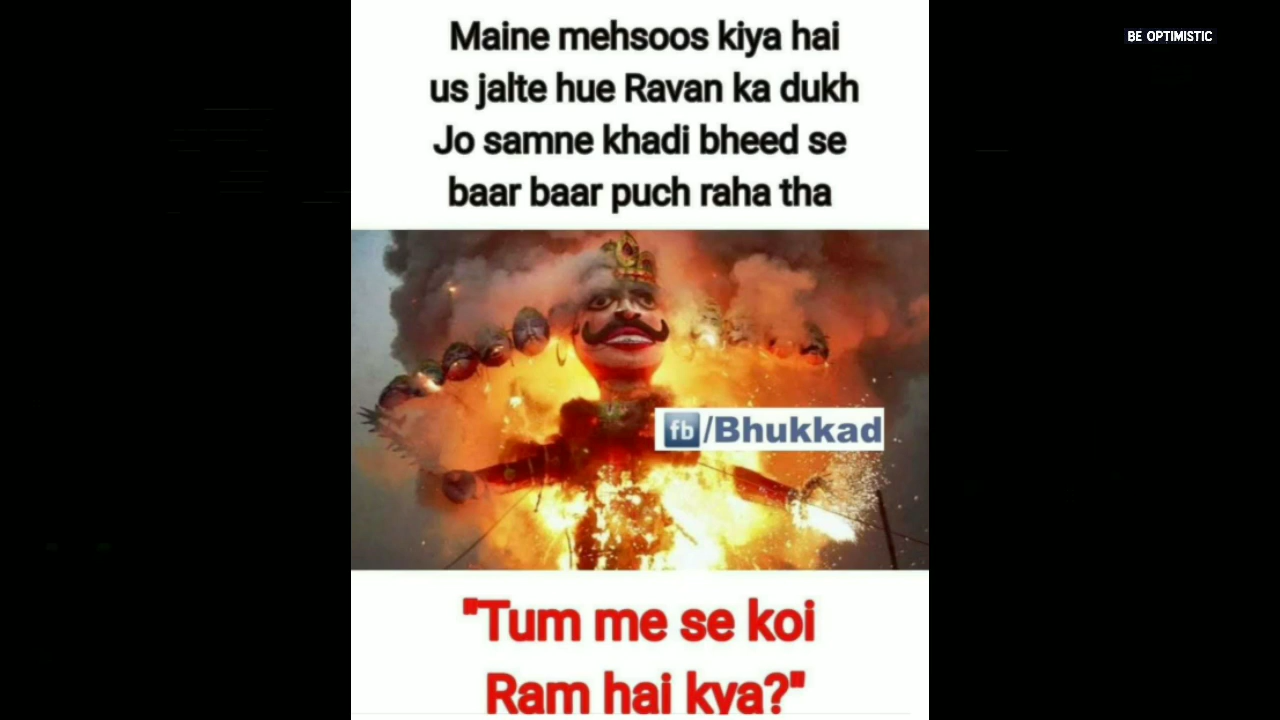 BE OPTIMISTIC
Maine mehsoos kiya hai
us jalte hue Ravan ka dukh
Jo samne khadi bheed se
baar baar puch raha tha
fb/Bhukkad
"Tum me se koi
Ram hai kya?"